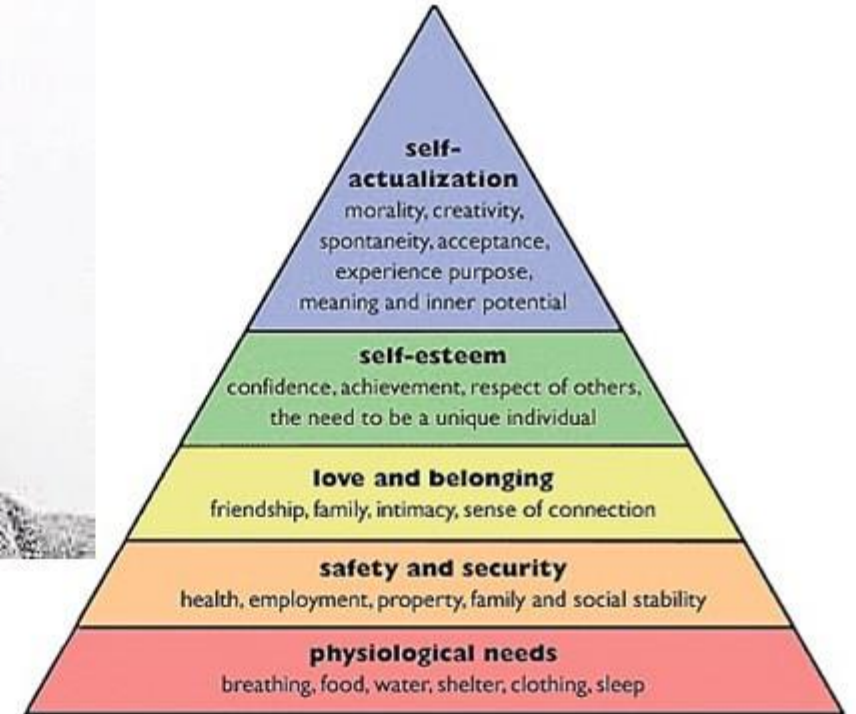 self-
actualization
morality, creativity,
spontaneity, acceptance,
experience purpose,
meaning and inner potential
self-esteem
confidence, achievement, respect of others,
the need to be a unique individual
love and belonging
friendship, family, intimacy, sense of connection
safety and security
health, employment, property, family and social stability
physiological needs
breathing, food, water, shelter, clothing, sleep